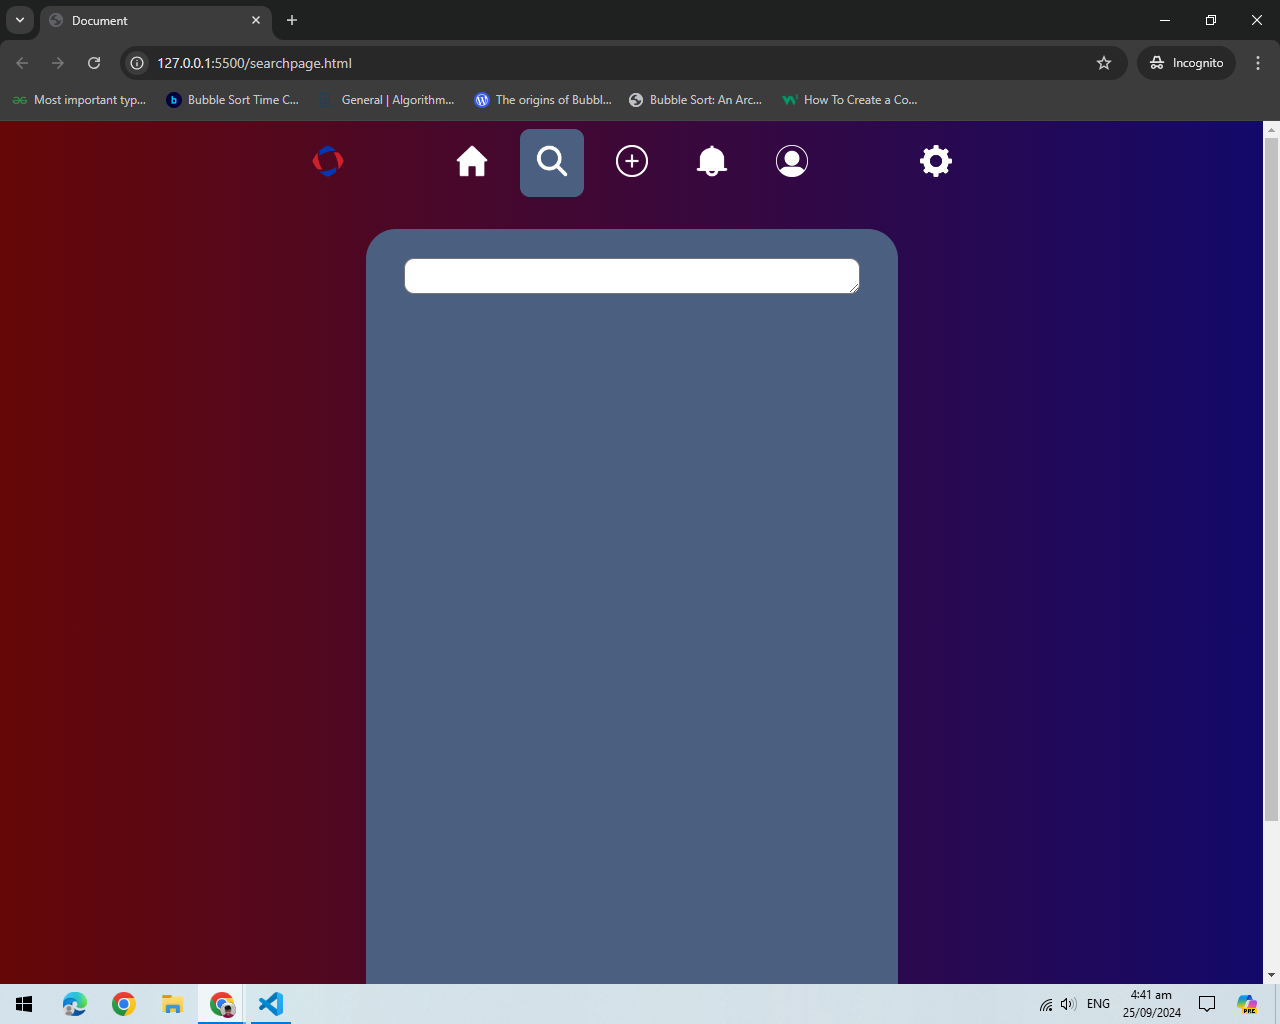 Document
127.0.0.1:5500/searchpage.html
Incognito
Most important typ...
Bubble Sort Time C...
General | Algorithm...
The origins of Bubbl...
Bubble Sort: An Arc...
How To Create a Co...
ENG
4:41 am
25/09/2024
PRE